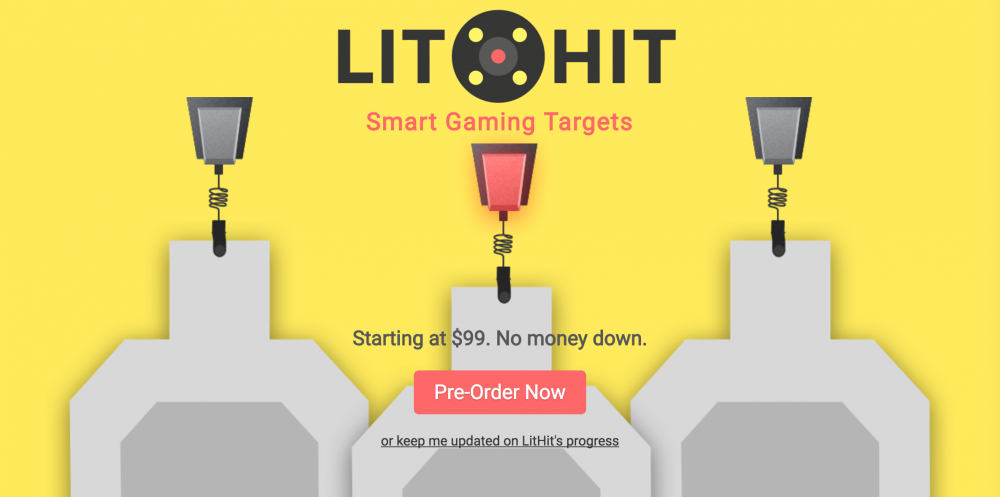 LIT HIT
Smart Gaming Targets
Starting at $99. No money down.
Pre-Order Now
or keep me updated on LitHit's progress